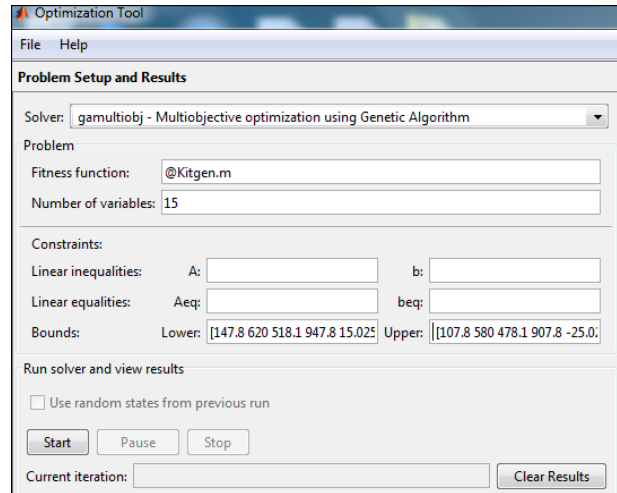 Optimization Tool
File Help
Problem Setup and Results
Solver: gamultiobj - Multiobjective optimization using Genetic Algorithm
Problem
Fitness function: @Kitgen.m
Number of variables: 15
Constraints:
Linear inequalities: A: b:
Linear equalities: Aeq: beq:
Bounds: Lower: [147.8 620 518.1 947.8 15.025 Upper: [107.8 580 478.1 907.8 -25.02
Run solver and view results
Use random states from previous run
Start Pause Stop
Current iteration: Clear Results